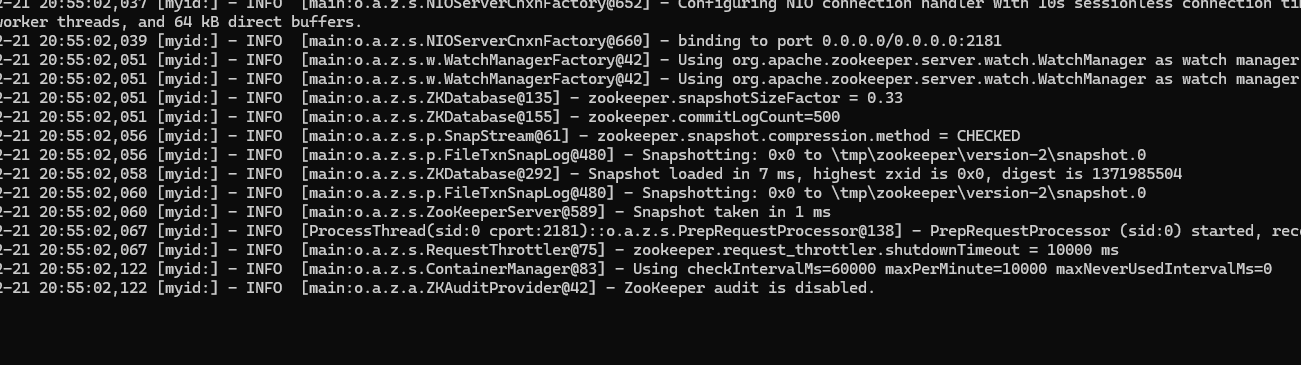 2-21 20:55:02,037 [myid:] - INFO  [main:o.a.z.s.NIOServerCnxnFactory@652] - Configuring NIO connection handler with 10s sessionless connection
worker threads, and 64 kB direct buffers.
2-21 20:55:02,039 [myid:] - INFO  [main:o.a.z.s.NIOServerCnxnFactory@660] - binding to port 0.0.0.0/0.0.0.0:2181
2-21 20:55:02,051 [myid:] - INFO  [main:o.a.z.s.w.WatchManagerFactory@42] - Using org.apache.zookeeper.server.watch.WatchManager as watch manager
2-21 20:55:02,051 [myid:] - INFO  [main:o.a.z.s.w.WatchManagerFactory@42] - Using org.apache.zookeeper.server.watch.WatchManager as watch manager
2-21 20:55:02,051 [myid:] - INFO  [main:o.a.z.s.ZKDatabase@135] - zookeeper.snapshotSizeFactor = 0.33
2-21 20:55:02,051 [myid:] - INFO  [main:o.a.z.s.ZKDatabase@155] - zookeeper.commitLogCount=500
2-21 20:55:02,056 [myid:] - INFO  [main:o.a.z.s.p.SnapStream@61] - zookeeper.snapshot.compression.method = CHECKED
2-21 20:55:02,056 [myid:] - INFO  [main:o.a.z.s.p.FileTxnSnapLog@480] - Snapshotting: 0x0 to \tmp\zookeeper\version-2\snapshot.0
2-21 20:55:02,058 [myid:] - INFO  [main:o.a.z.s.ZKDatabase@292] - Snapshot loaded in 7 ms, highest zxid is 0x0, digest is 1371985504
2-21 20:55:02,060 [myid:] - INFO  [main:o.a.z.s.p.FileTxnSnapLog@480] - Snapshotting: 0x0 to \tmp\zookeeper\version-2\snapshot.0
2-21 20:55:02,060 [myid:] - INFO  [main:o.a.z.s.ZooKeeperServer@589] - Snapshot taken in 1 ms
2-21 20:55:02,067 [myid:] - INFO  [ProcessThread(sid:0 cport:2181)::o.a.z.s.PrepRequestProcessor@138] - PrepRequestProcessor (sid:0) started,
2-21 20:55:02,067 [myid:] - INFO  [main:o.a.z.s.RequestThrottler@75] - zookeeper.request_throttler.shutdownTimeout = 10000 ms
2-21 20:55:02,122 [myid:] - INFO  [main:o.a.z.s.ContainerManager@83] - Using checkIntervalMs=60000 maxPerMinute=10000 maxNeverUsedIntervalMs=0
2-21 20:55:02,122 [myid:] - INFO  [main:o.a.z.a.ZKAuditProvider@42] - ZooKeeper audit is disabled.